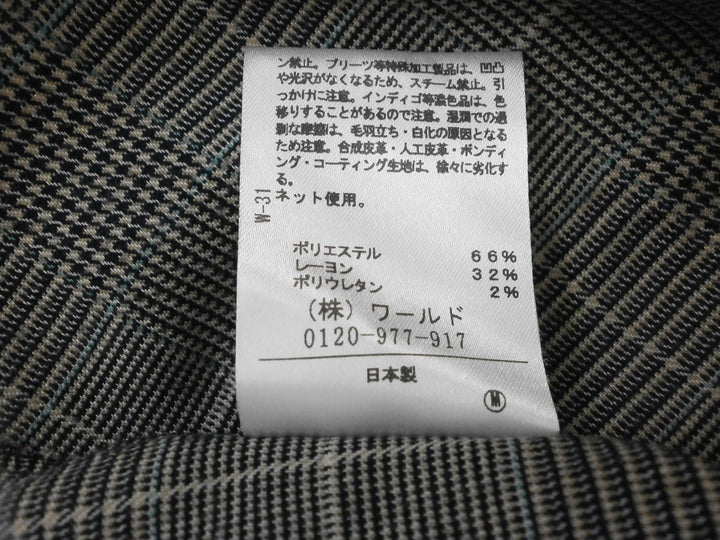 ン禁止。プリーツ等特殊加工製品は、凹凸
や光沢がなくなるため、スチーム禁止。引
っかけに注意。インディゴ等濃色品は、色
移りすることがあるので注意。湿潤での過
剰な摩擦は、毛羽立ち・白化の原因となる
ため注意。合成皮革・人工皮革・ボンディ
ング・コーティング生地は、徐々に劣化す
る。
ネット使用。
W-31
ポリエステル 66%
レーヨン 32%
ポリウレタン 2%
(株)ワールド
0120-977-917
日本製
M